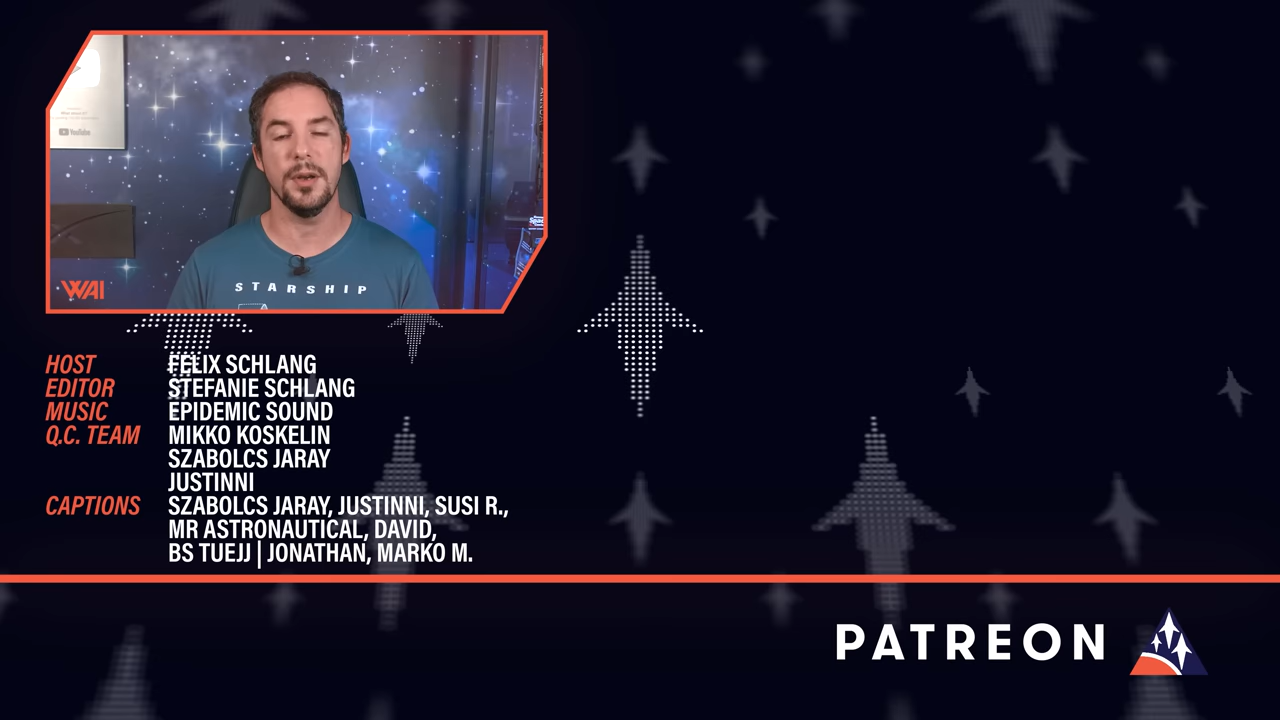 YouTube
STARSHIP
WAI
HOST FELIX SCHLANG
EDITOR STEFANIE SCHLANG
MUSIC EPIDEMIC SOUND
Q.C. TEAM MIKKO KOSKELIN
SZABOLCS JARAY
JUSTINNI
CAPTIONS SZABOLCS JARAY, JUSTINNI, SUSI R.,
MR ASTRONAUTICAL, DAVID,
BS TUEJJ | JONATHAN, MARKO M.
PATREON